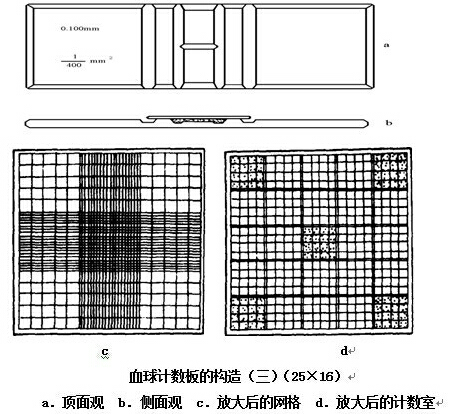 0.100mm
1/400 mm²
a
b
c
d
血球计数板的构造(三)(25×16)
a．顶面观 b．侧面观 c．放大后的网格 d．放大后的计数室